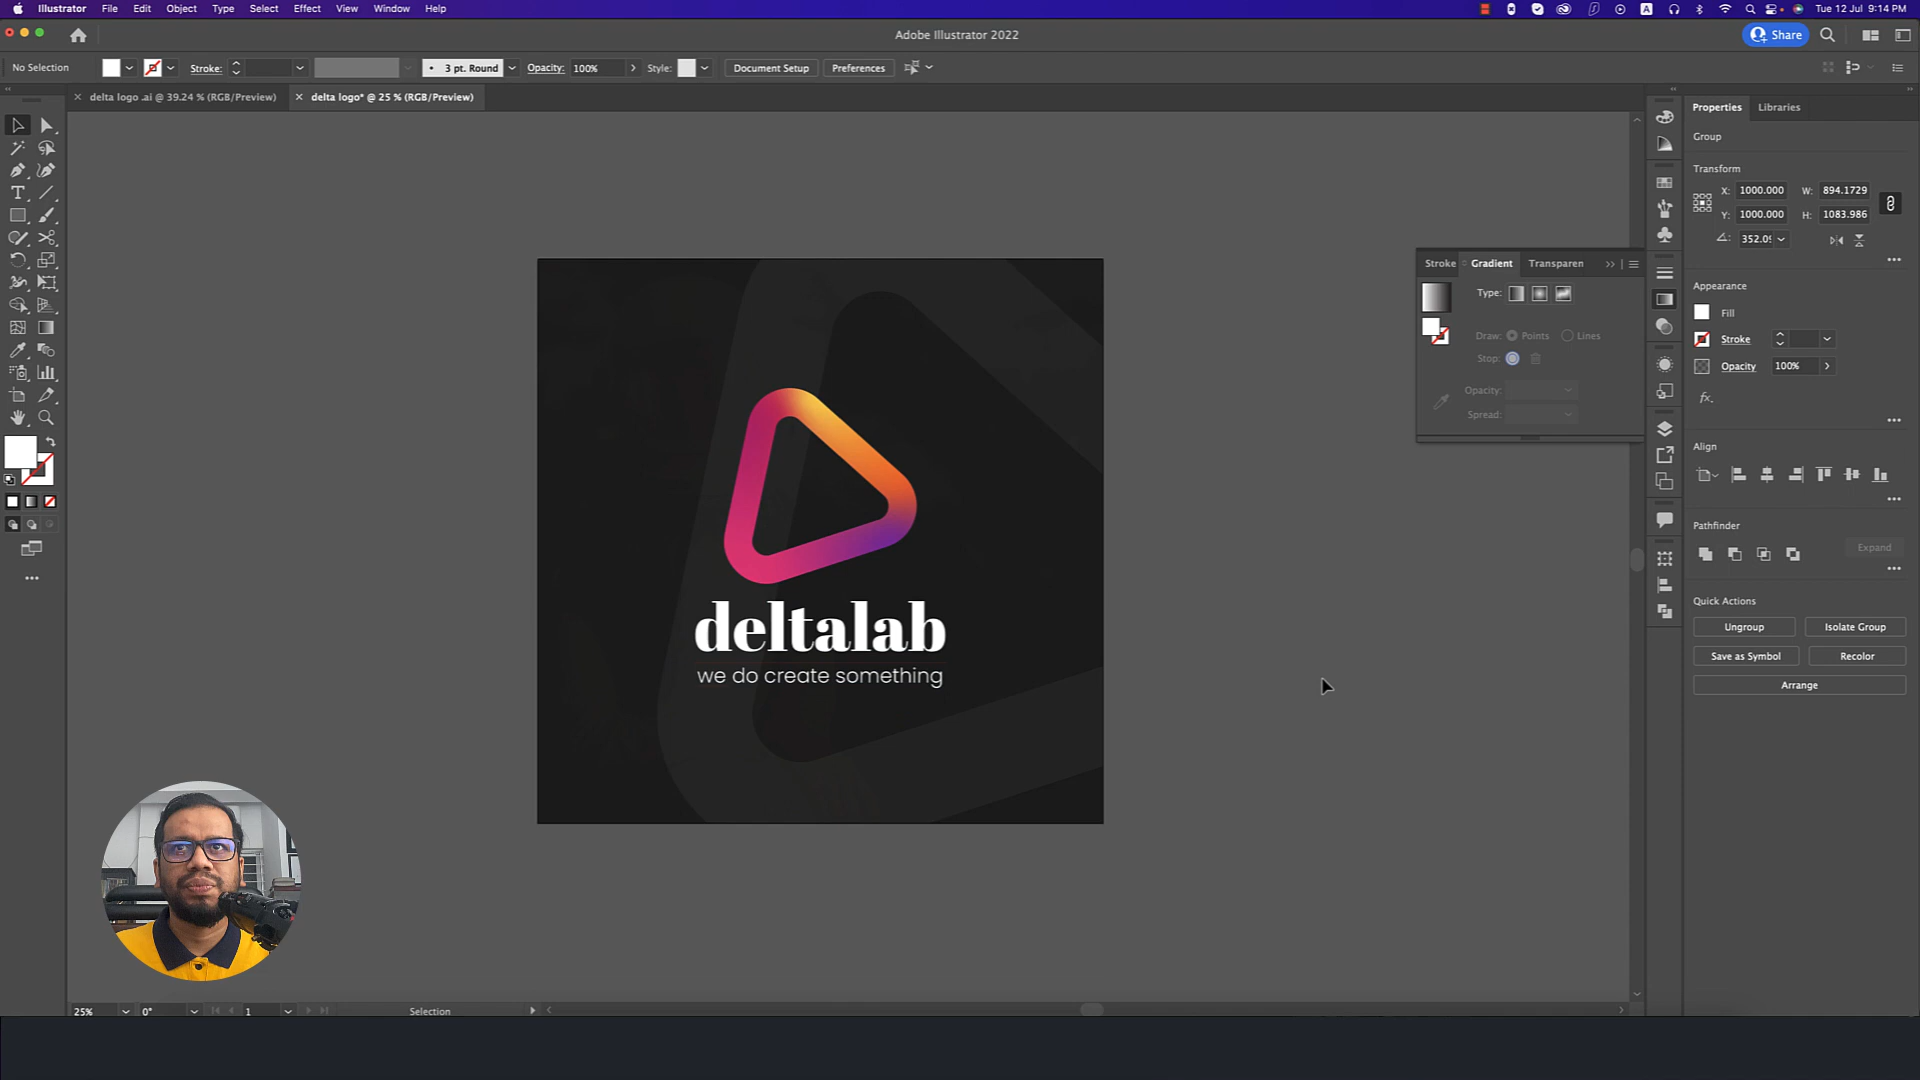 Illustrator File Edit Object Type Select Effect View Window Help
A Tue 12 Jul 9:14 PM
Adobe Illustrator 2022
Share
No Selection Stroke: 3 pt. Round Opacity: 100% Style: Document Setup Preferences
delta logo .ai @ 39.24 % (RGB/Preview)
delta logo* @ 25 % (RGB/Preview)
Properties Libraries
Group
Transform
X: 1000.000 W: 894.1729
Y: 1000.000 H: 1083.986
352.09
Stroke Gradient Transparen
Type:
Draw: Points Lines
Stop:
Opacity:
Spread:
Appearance
Fill
Stroke
Opacity 100%
fx.
Align
Pathfinder
Expand
Quick Actions
Ungroup Isolate Group
Save as Symbol Recolor
Arrange
deltalab
we do create something
25% 0° 1 Selection